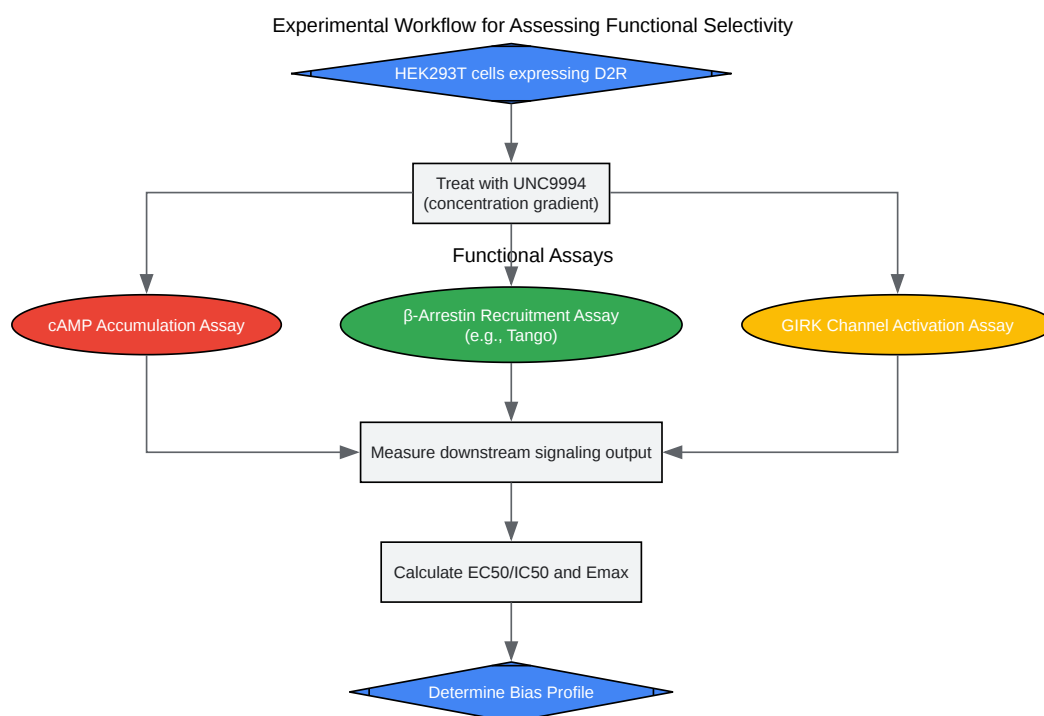 Experimental Workflow for Assessing Functional Selectivity
HEK293T cells expressing D2R
Treat with UNC9994
(concentration gradient)
Functional Assays
cAMP Accumulation Assay
β-Arrestin Recruitment Assay
(e.g., Tango)
GIRK Channel Activation Assay
Measure downstream signaling output
Calculate EC50/IC50 and Emax
Determine Bias Profile